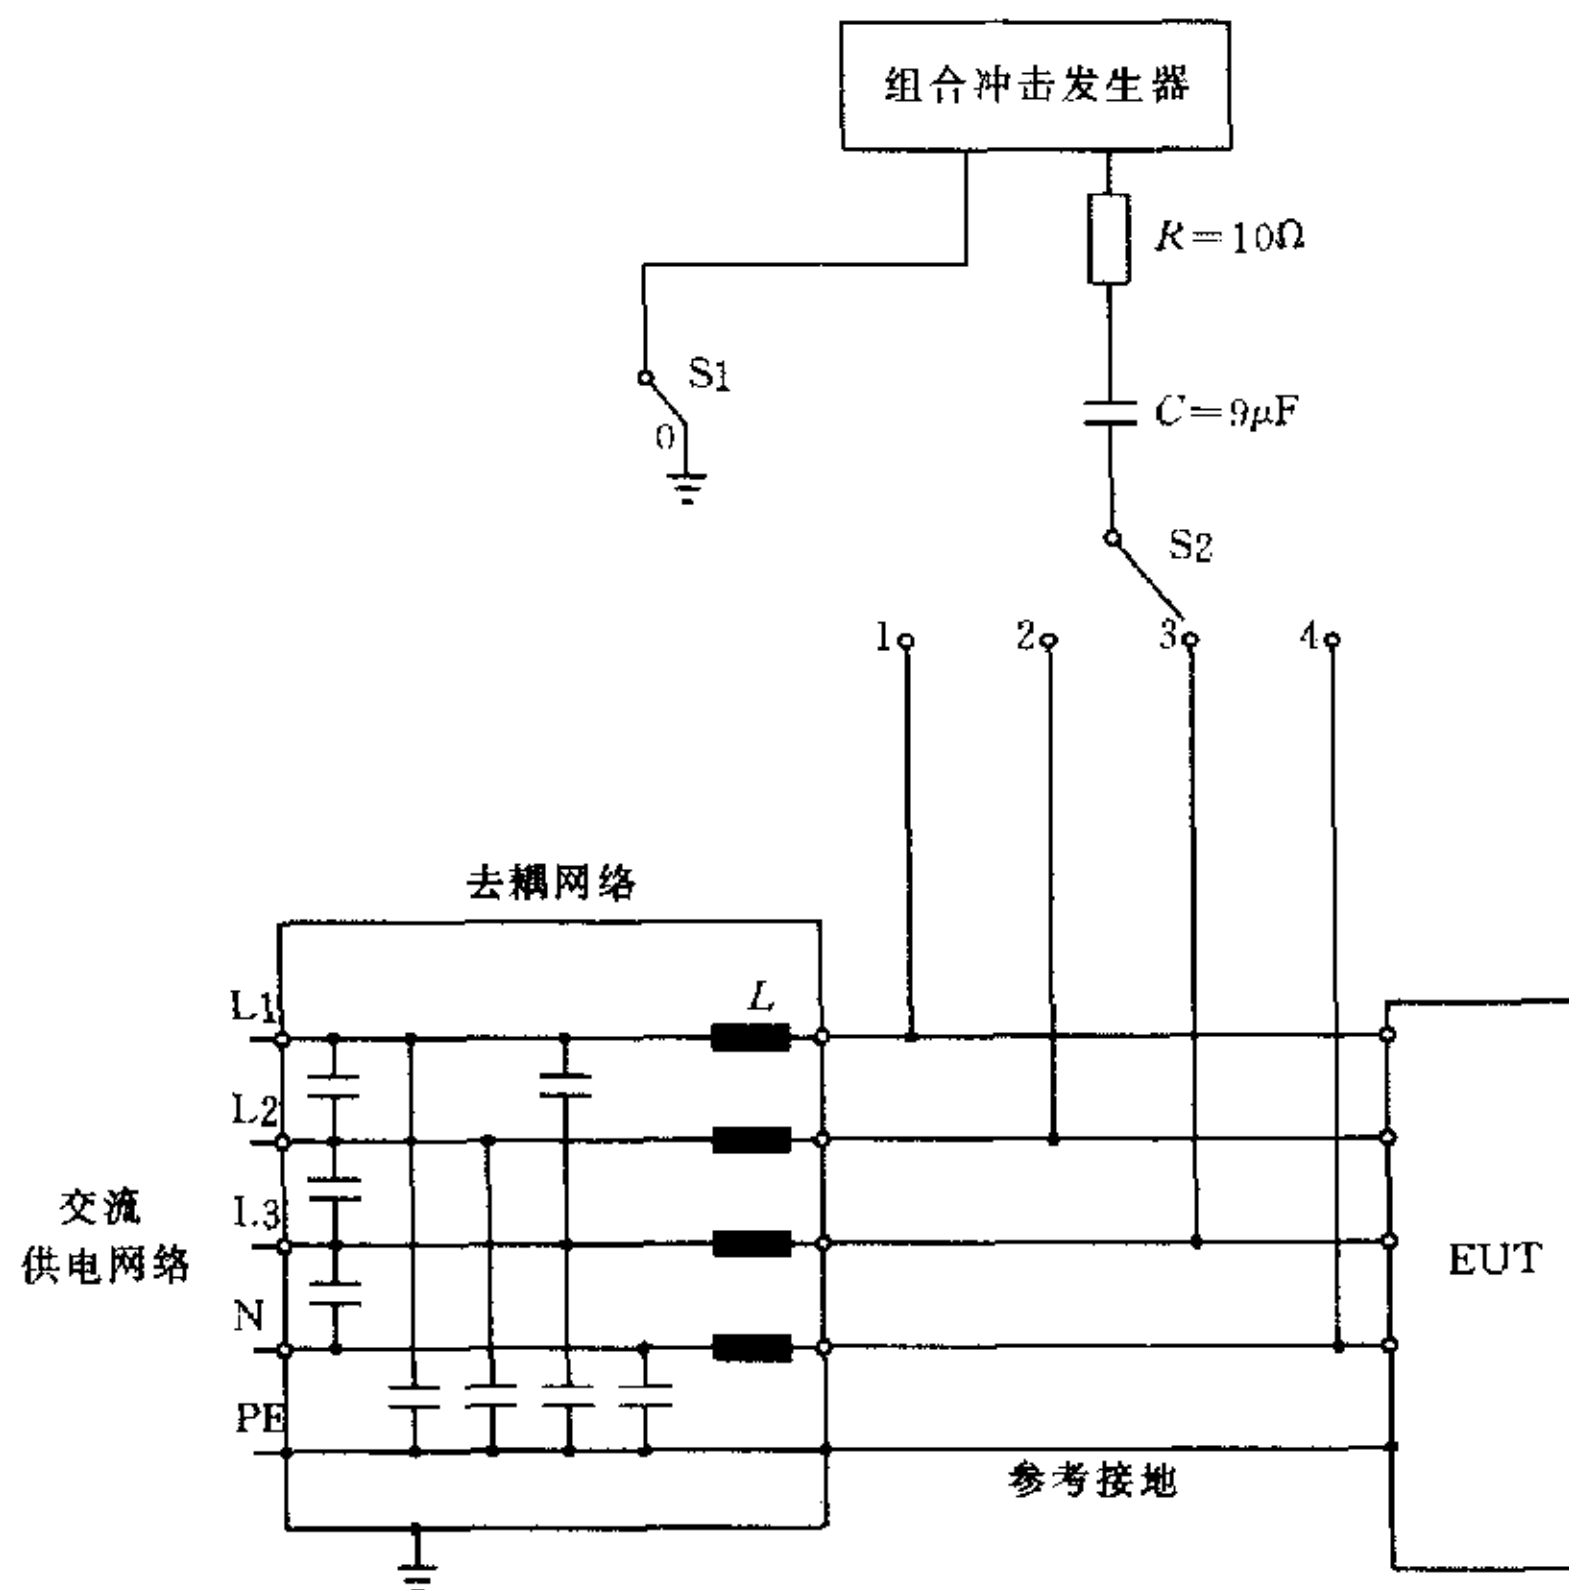 组合冲击发生器
R=10Ω
S1
0
C=9μF
S2
1 2 3 4
去耦网络
L1
L
L2
L3
交流
供电网络
EUT
N
PE
参考接地